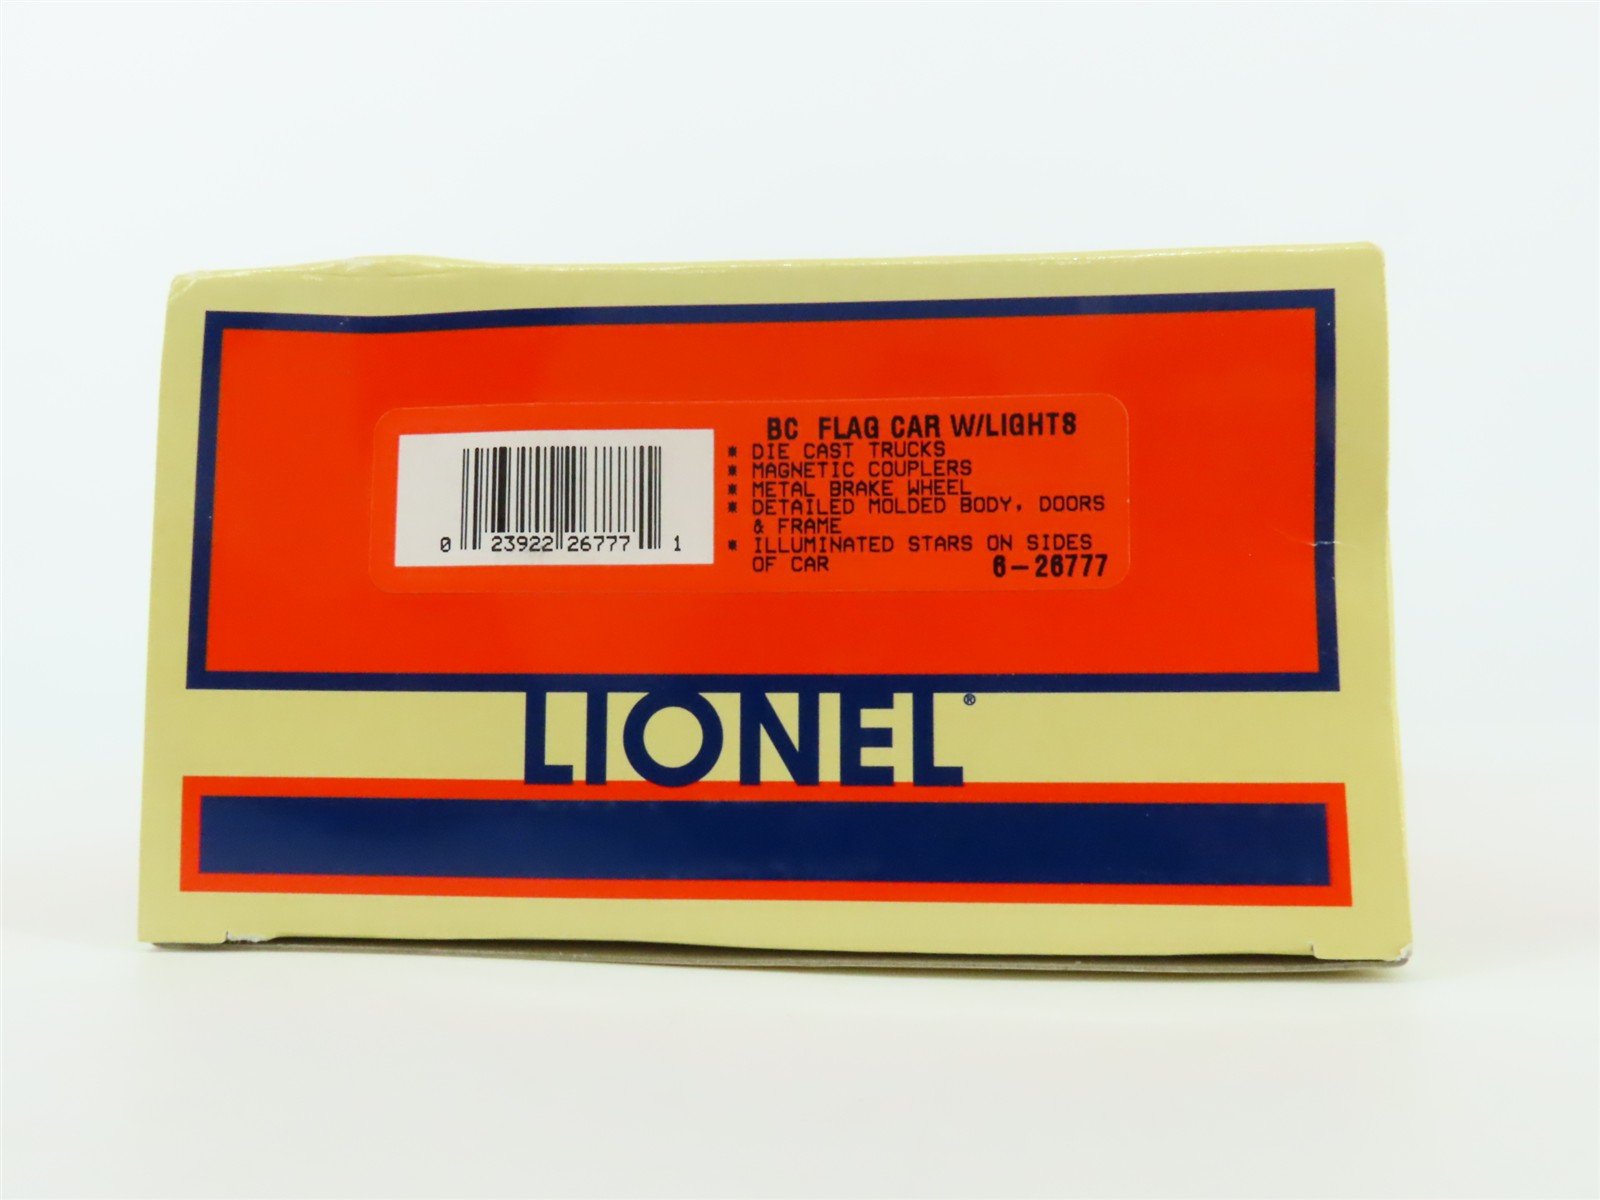 BC FLAG CAR W/LIGHTS
* DIE CAST TRUCKS
* MAGNETIC COUPLERS
* METAL BRAKE WHEEL
* DETAILED MOLDED BODY, DOORS
& FRAME
* ILLUMINATED STARS ON SIDES
OF CAR
6-26777
0 23922 26777 1
LIONEL®